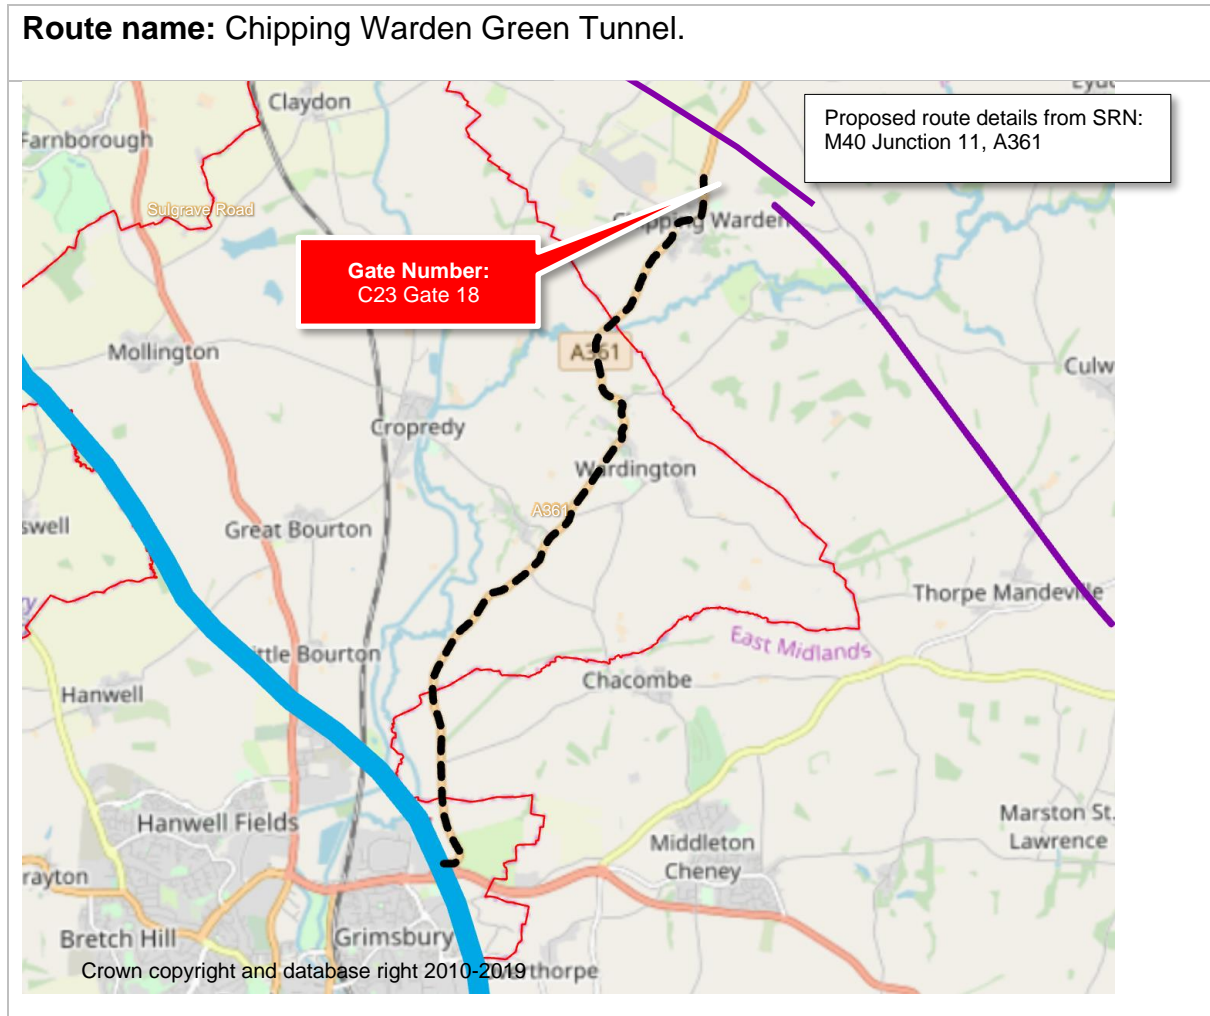 Route name: Chipping Warden Green Tunnel.
Proposed route details from SRN:
M40 Junction 11, A361
Claydon
Farnborough
Sulgrave Road
Chipping Warden
Gate Number:
C23 Gate 18
A361
Mollington
Culw
Cropredy
Wardington
A361
swell
Great Bourton
Thorpe Mandeville
East Midlands
ittle Bourton
Chacombe
Hanwell
Marston St.
Lawrence
Hanwell Fields
Middleton
Cheney
rayton
Bretch Hill
Grimsbury
Crown copyright and database right 2010-2019
erthorpe